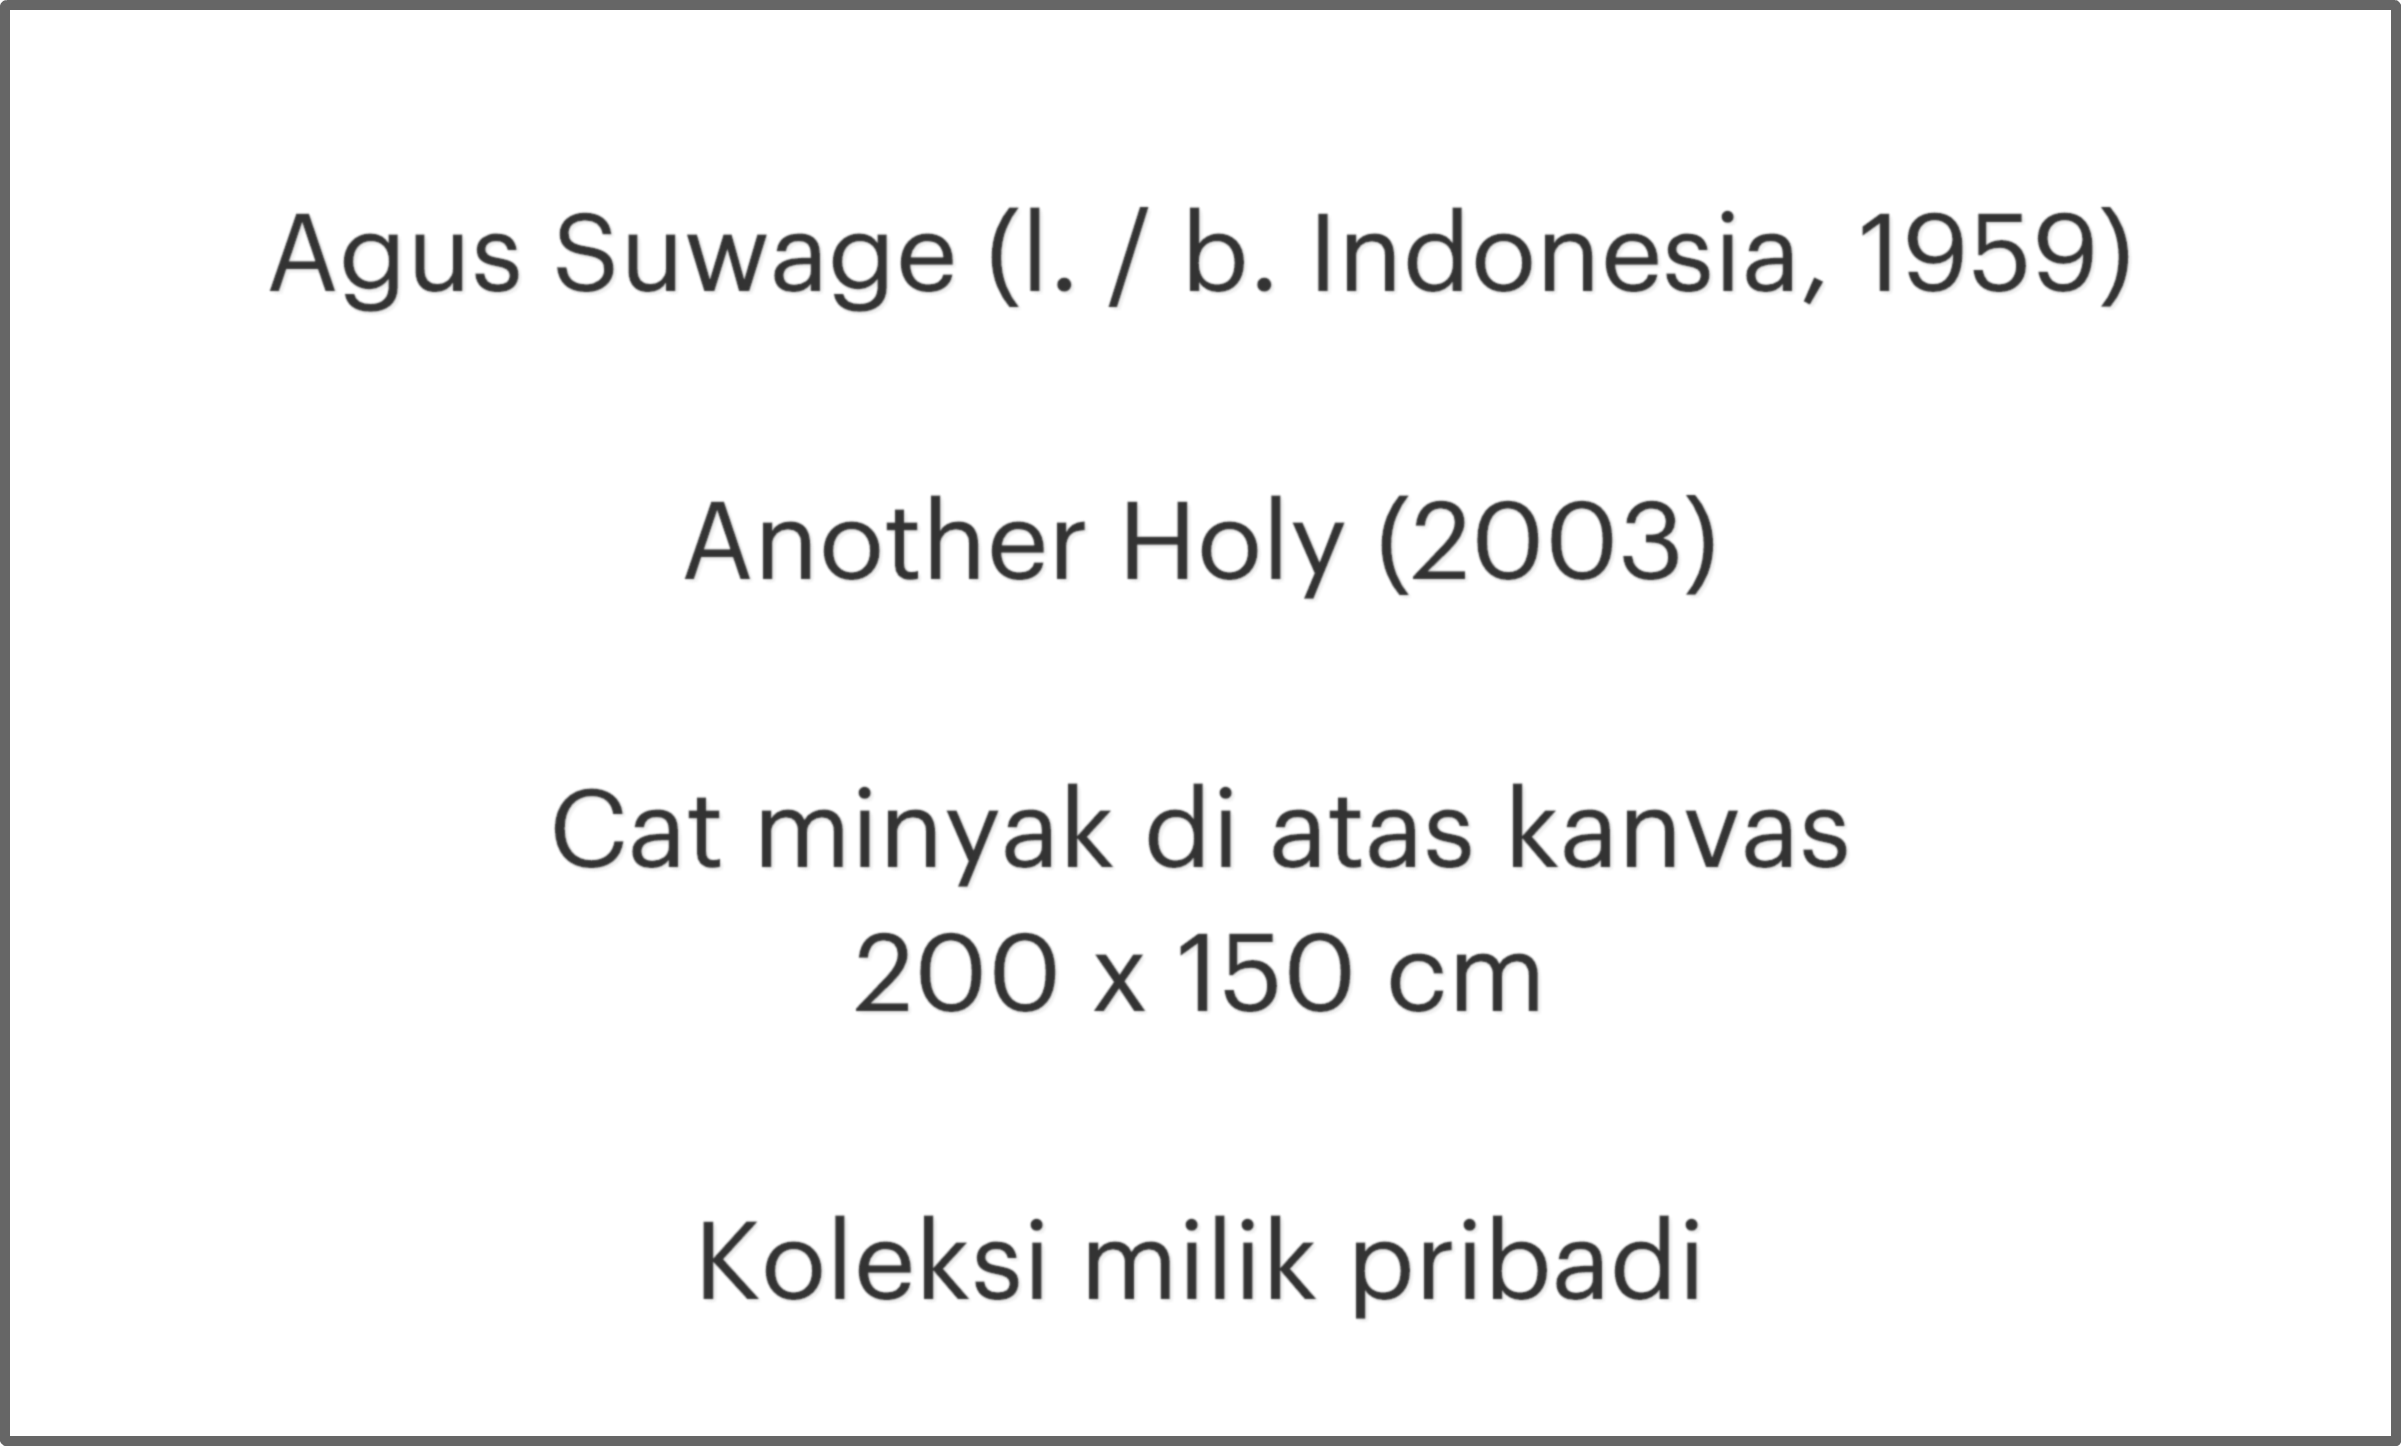 Agus Suwage (l. / b. Indonesia, 1959)
Another Holy (2003)
Cat minyak di atas kanvas
200 x 150 cm
Koleksi milik pribadi